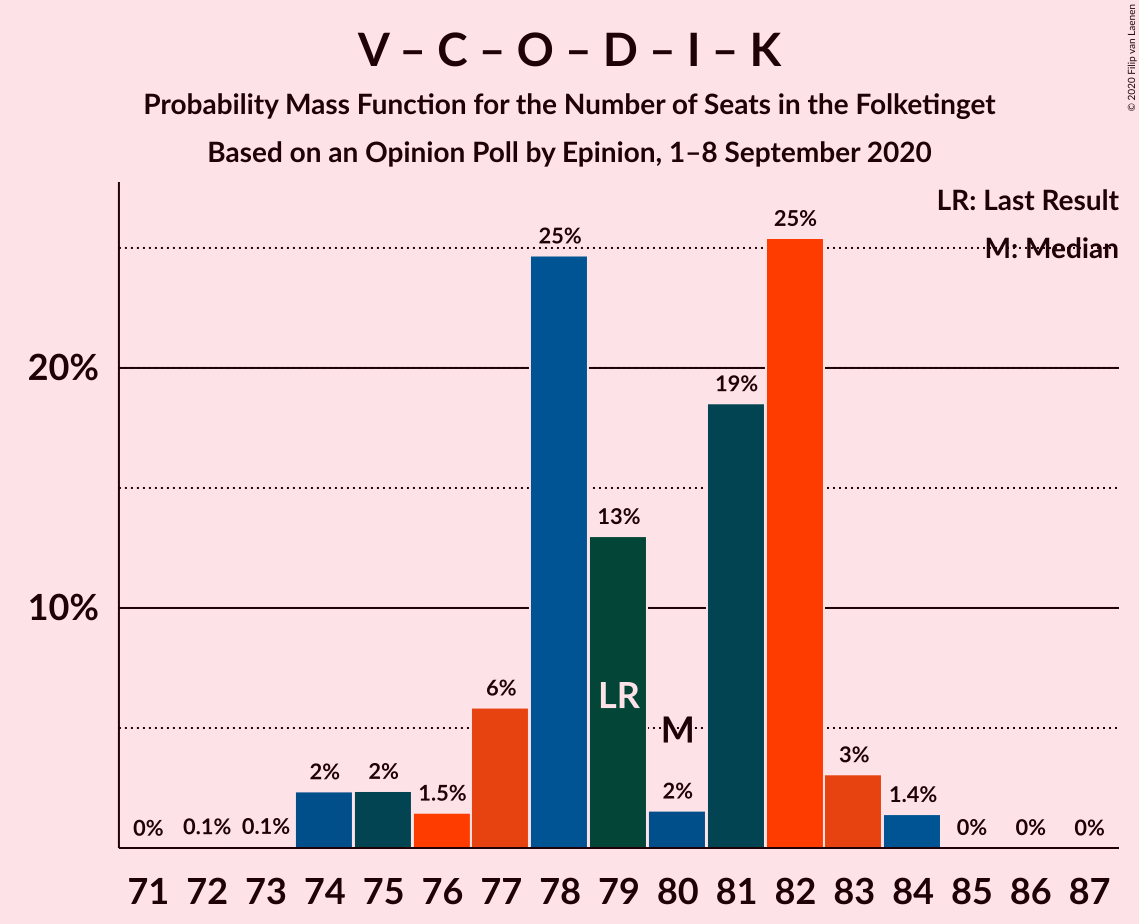 V – C – O – D – I – K
Probability Mass Function for the Number of Seats in the Folketinget
Based on an Opinion Poll by Epinion, 1–8 September 2020
© 2020 Filip van Laenen
LR: Last Result
M: Median
20%
10%
0%
0.1%
0.1%
2%
2%
1.5%
6%
25%
13%
2%
19%
25%
3%
1.4%
0%
0%
0%
LR
M
71 72 73 74 75 76 77 78 79 80 81 82 83 84 85 86 87